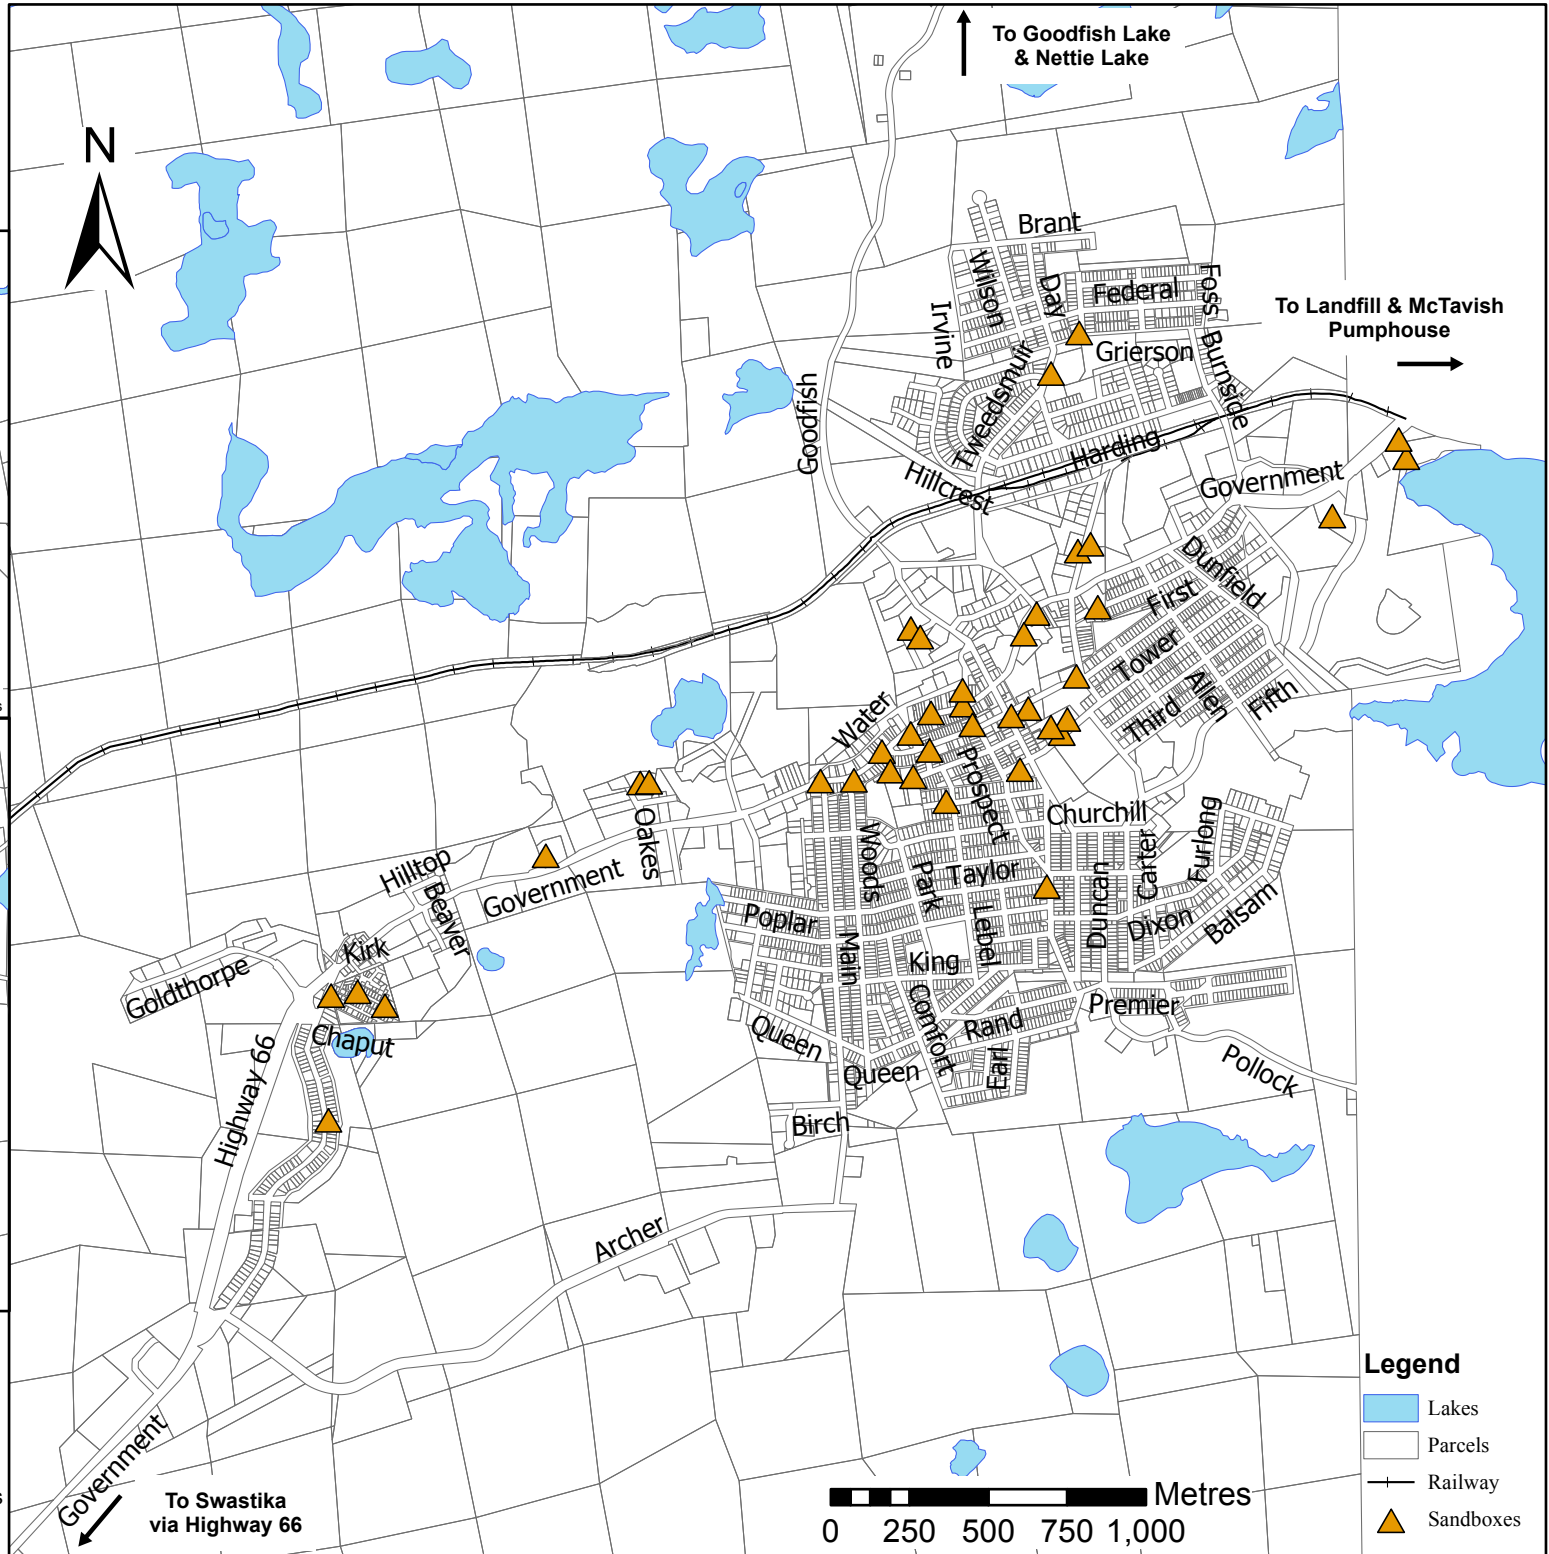 To Goodfish Lake
& Nettie Lake
N
Brant
Wilson
Day
Federal
Foss
Irvine
To Landfill & McTavish
Pumphouse
Grierson
Burnside
Tweedsmuir
Goodfish
Harding
Hillcrest
Government
Dunfield
First
Tower
Allen
Fifth
Third
Water
Prospect
Churchill
Furlong
Oakes
Woods
Carter
Hilltop
Park
Taylor
Duncan
Government
Beaver
Poplar
Lebel
Dixon
Balsam
Main
Kirk
King
Goldthorpe
Comfort
Premier
Rand
Chaput
Queen
Highway 66
Queen
Earl
Pollock
Birch
Archer
Legend
Lakes
Parcels
Railway
Sandboxes
Government
To Swastika
via Highway 66
Metres
0 250 500 750 1,000